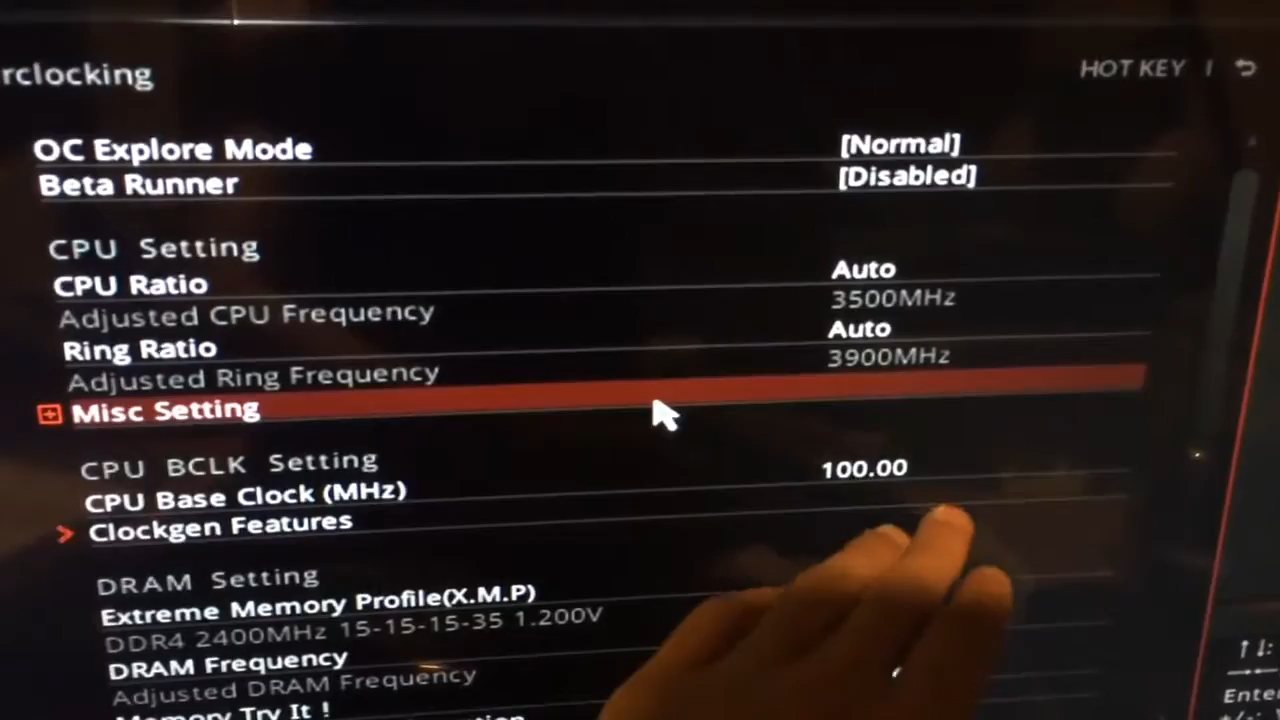 rclocking
HOT KEY |
OC Explore Mode [Normal]
Beta Runner [Disabled]
CPU Setting
CPU Ratio Auto
Adjusted CPU Frequency 3500MHz
Ring Ratio Auto
Adjusted Ring Frequency 3900MHz
Misc Setting
CPU BCLK Setting
CPU Base Clock (MHz) 100.00
Clockgen Features
DRAM Setting
Extreme Memory Profile(X.M.P)
DDR4 2400MHz 15-15-15-35 1.200V
DRAM Frequency
Adjusted DRAM Frequency
Memory Try It !
Ente